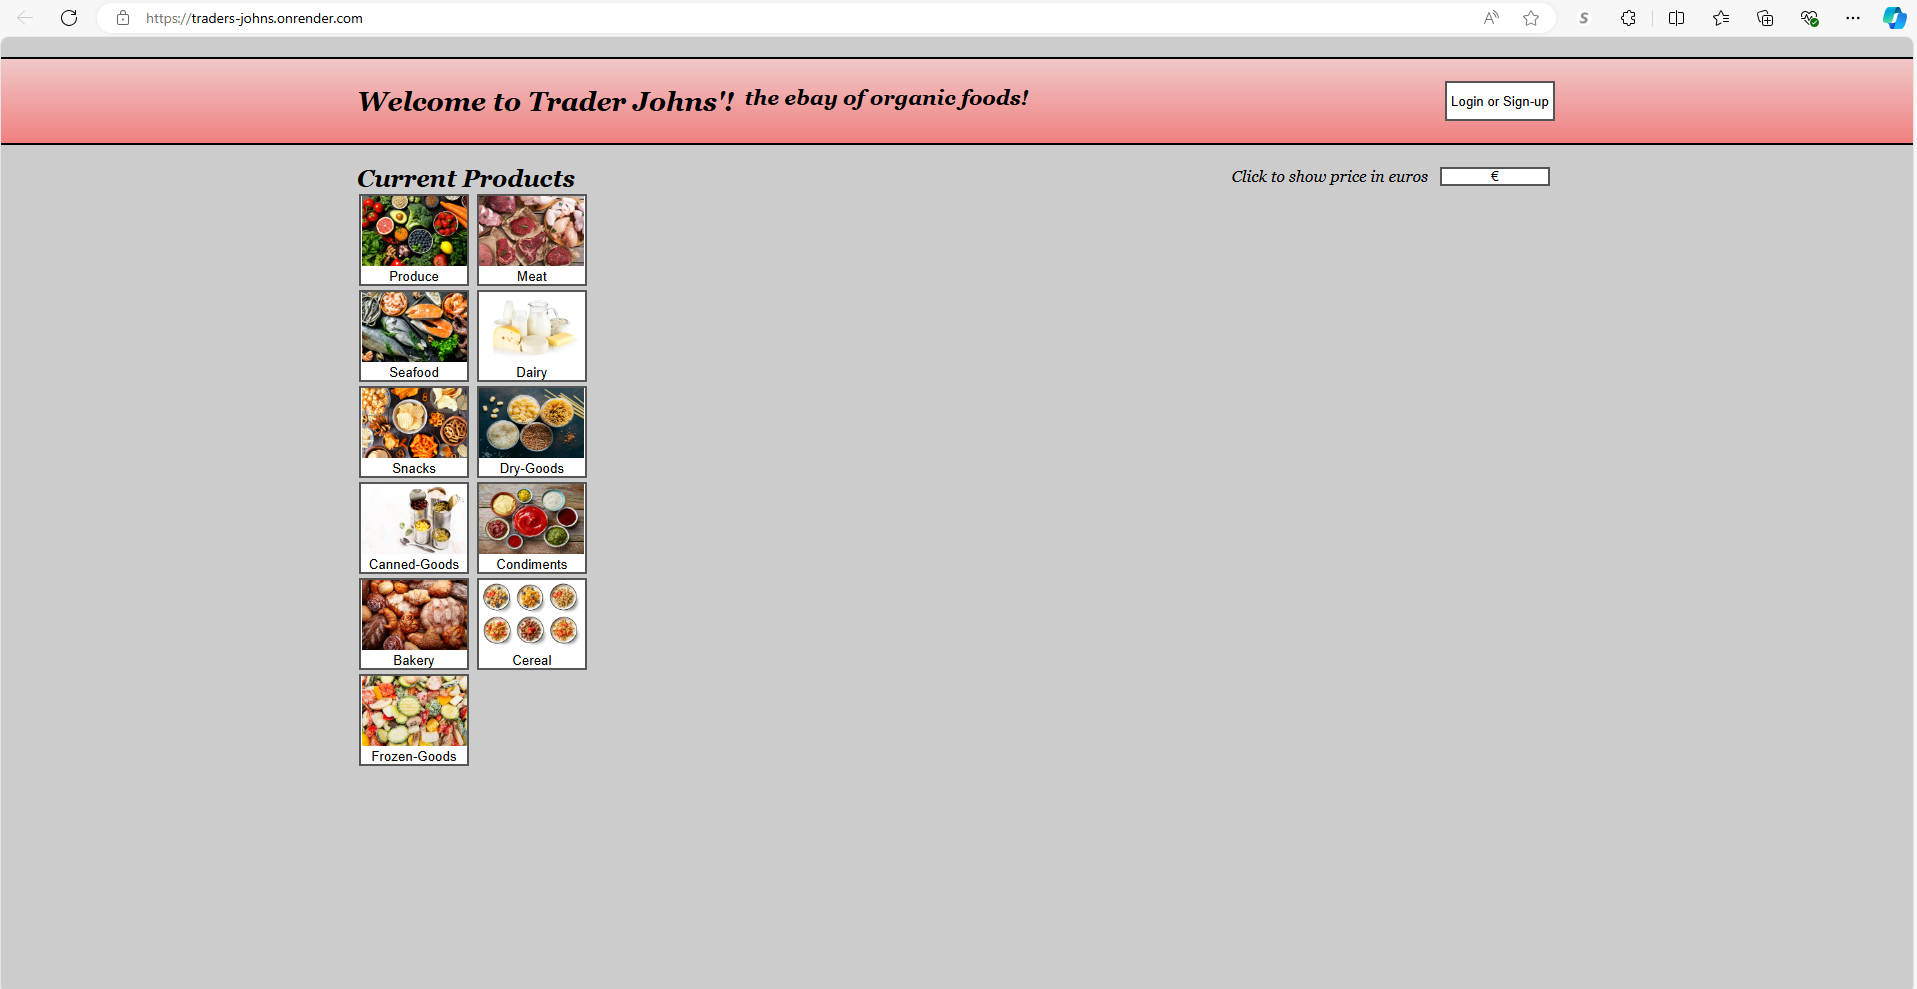 https://traders-johns.onrender.com
Welcome to Trader Johns'! the ebay of organic foods!
Login or Sign-up
Current Products
Click to show price in euros €
Produce Meat
Seafood Dairy
Snacks Dry-Goods
Canned-Goods Condiments
Bakery Cereal
Frozen-Goods